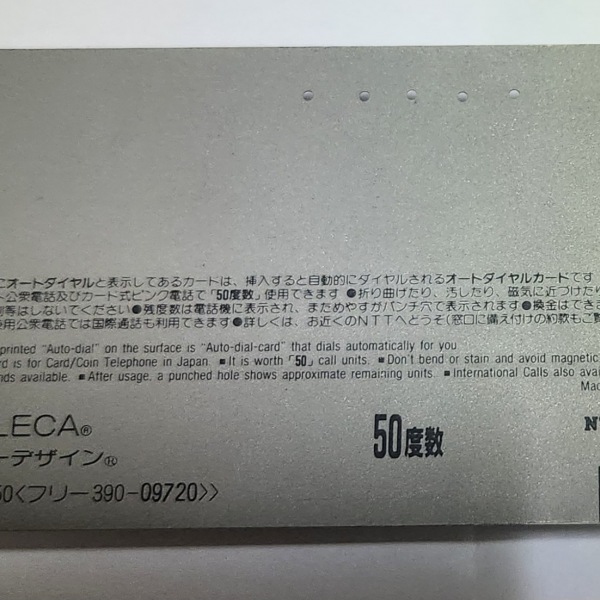 にオートダイヤルと表示してあるカードは、挿入すると自動的にダイヤルされるオートダイヤルカードです
公衆電話及びカード式ピンク電話で「50度数」使用できます ●折り曲げたり、汚したり、磁気に近づけたり
等はしないでください ●残度数は電話機に表示され、まためやすがパンチ穴で表示されます ●換金はできま
用公衆電話では国際通話も利用できます ●詳しくは、お近くのNTTへどうぞ(窓口に備え付けの約款もご覧
printed "Auto-dial" on the surface is "Auto-dial-card" that dials automatically for you
rd is for Card/Coin Telephone in Japan. ■ It is worth「50」call units. ■ Don't bend or stain and avoid magnetic
nds available. ■ After usage, a punched hole shows approximate remaining units. ■ International Calls also avai
Mad
LECA®
ーデザイン®
50度数
N
50〈フリー390-09720〉〉